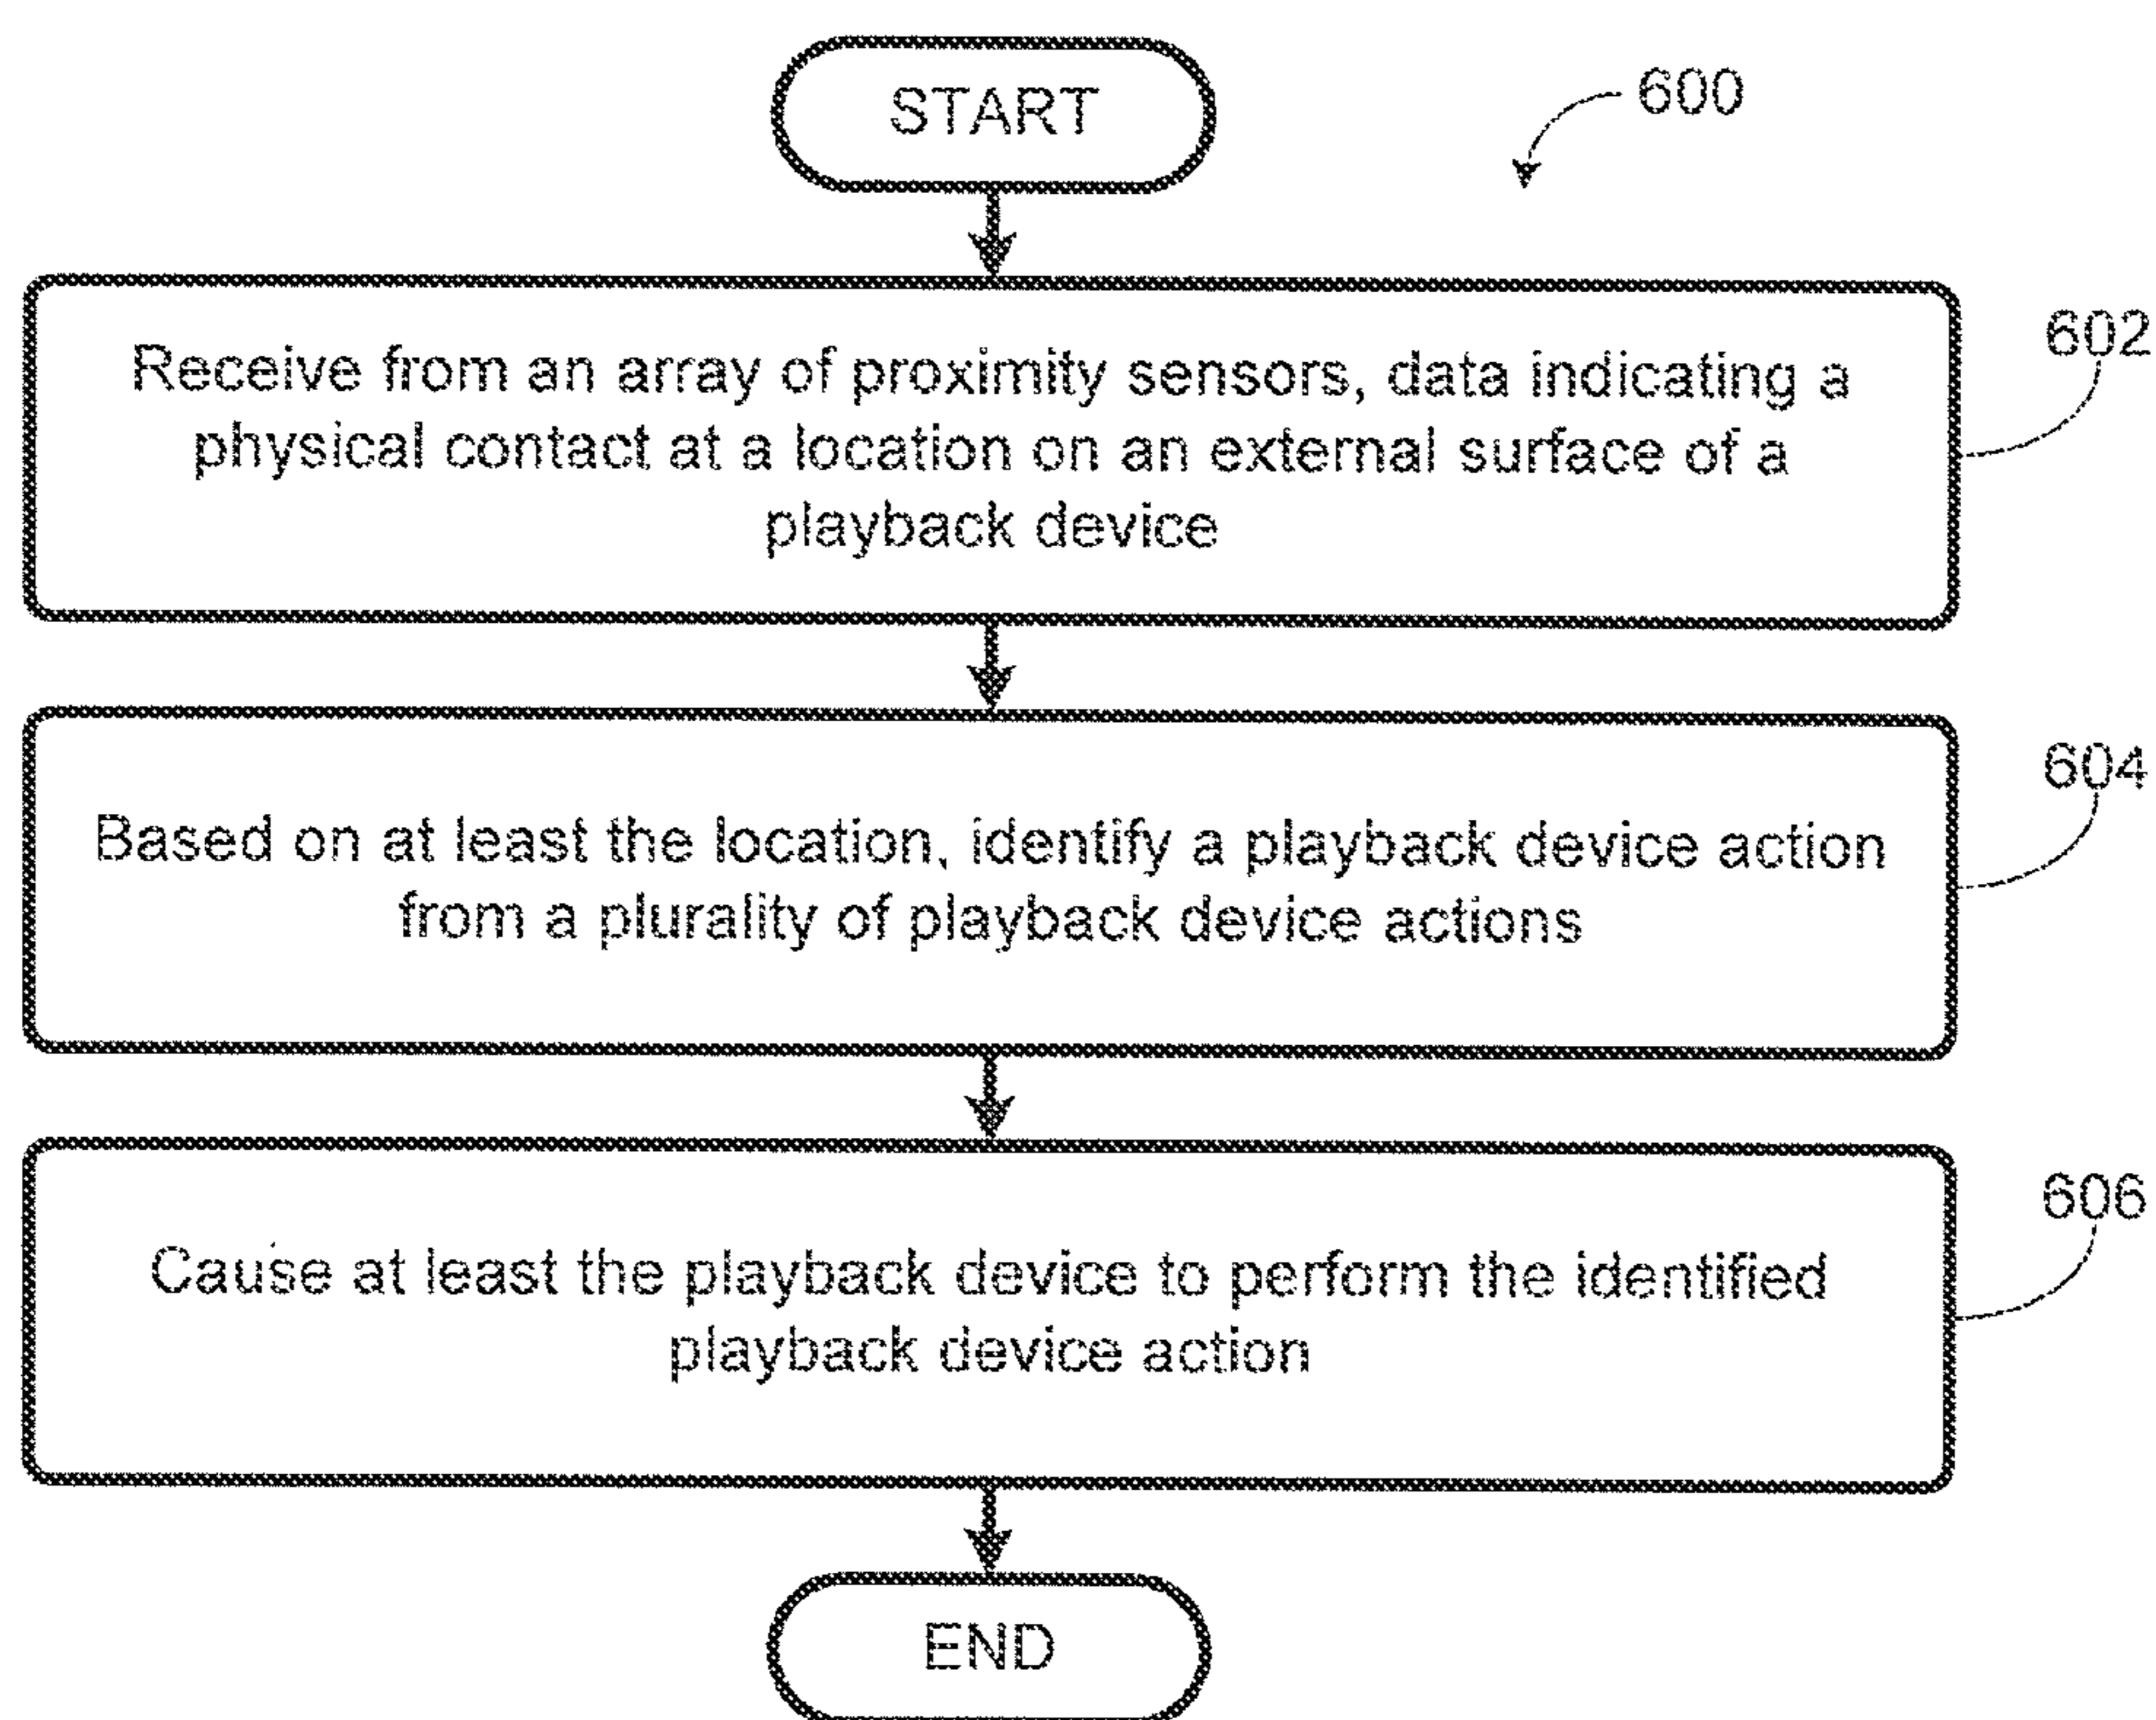 START
600
Receive from an array of proximity sensors, data indicating a
physical contact at a location on an external surface of a
playback device
602
Based on at least the location, identify a playback device action
from a plurality of playback device actions
604
Cause at least the playback device to perform the identified
playback device action
606
END